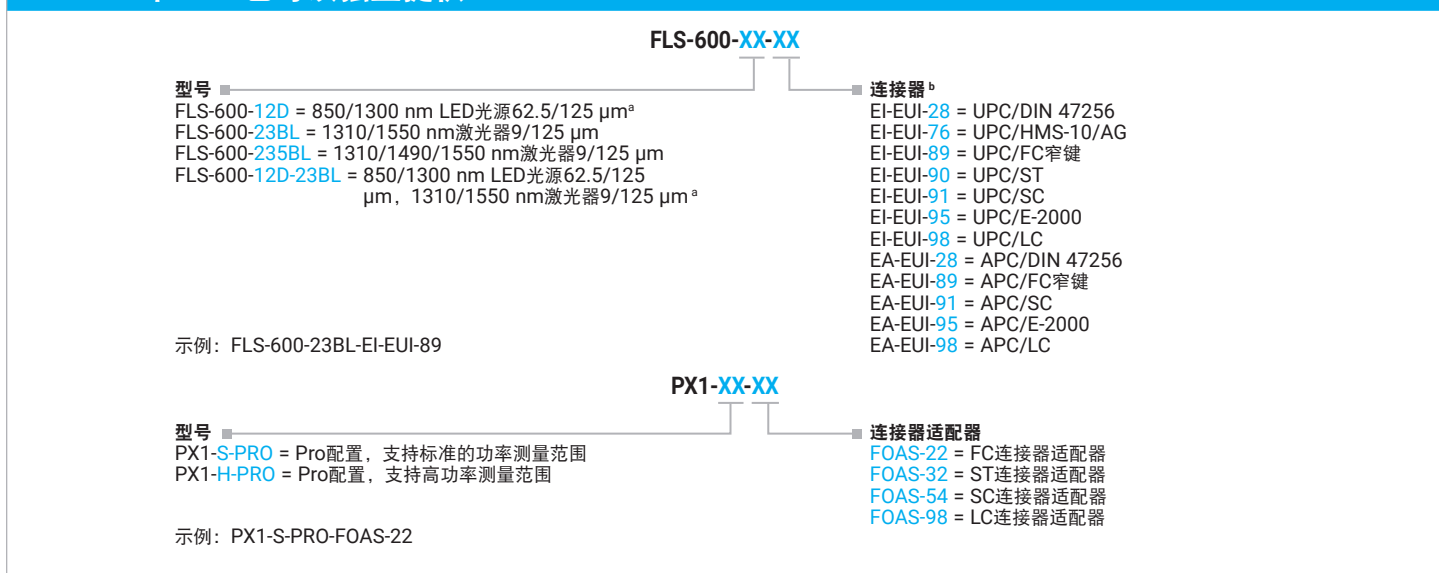 FLS-600-XX-XX
型号
FLS-600-12D = 850/1300 nm LED光源62.5/125 µmᵃ
FLS-600-23BL = 1310/1550 nm激光器9/125 µm
FLS-600-235BL = 1310/1490/1550 nm激光器9/125 µm
FLS-600-12D-23BL = 850/1300 nm LED光源62.5/125
µm，1310/1550 nm激光器9/125 µm ᵃ
示例：FLS-600-23BL-EI-EUI-89
连接器 ᵇ
EI-EUI-28 = UPC/DIN 47256
EI-EUI-76 = UPC/HMS-10/AG
EI-EUI-89 = UPC/FC窄键
EI-EUI-90 = UPC/ST
EI-EUI-91 = UPC/SC
EI-EUI-95 = UPC/E-2000
EI-EUI-98 = UPC/LC
EA-EUI-28 = APC/DIN 47256
EA-EUI-89 = APC/FC窄键
EA-EUI-91 = APC/SC
EA-EUI-95 = APC/E-2000
EA-EUI-98 = APC/LC
PX1-XX-XX
型号
PX1-S-PRO = Pro配置，支持标准的功率测量范围
PX1-H-PRO = Pro配置，支持高功率测量范围
示例：PX1-S-PRO-FOAS-22
连接器适配器
FOAS-22 = FC连接器适配器
FOAS-32 = ST连接器适配器
FOAS-54 = SC连接器适配器
FOAS-98 = LC连接器适配器